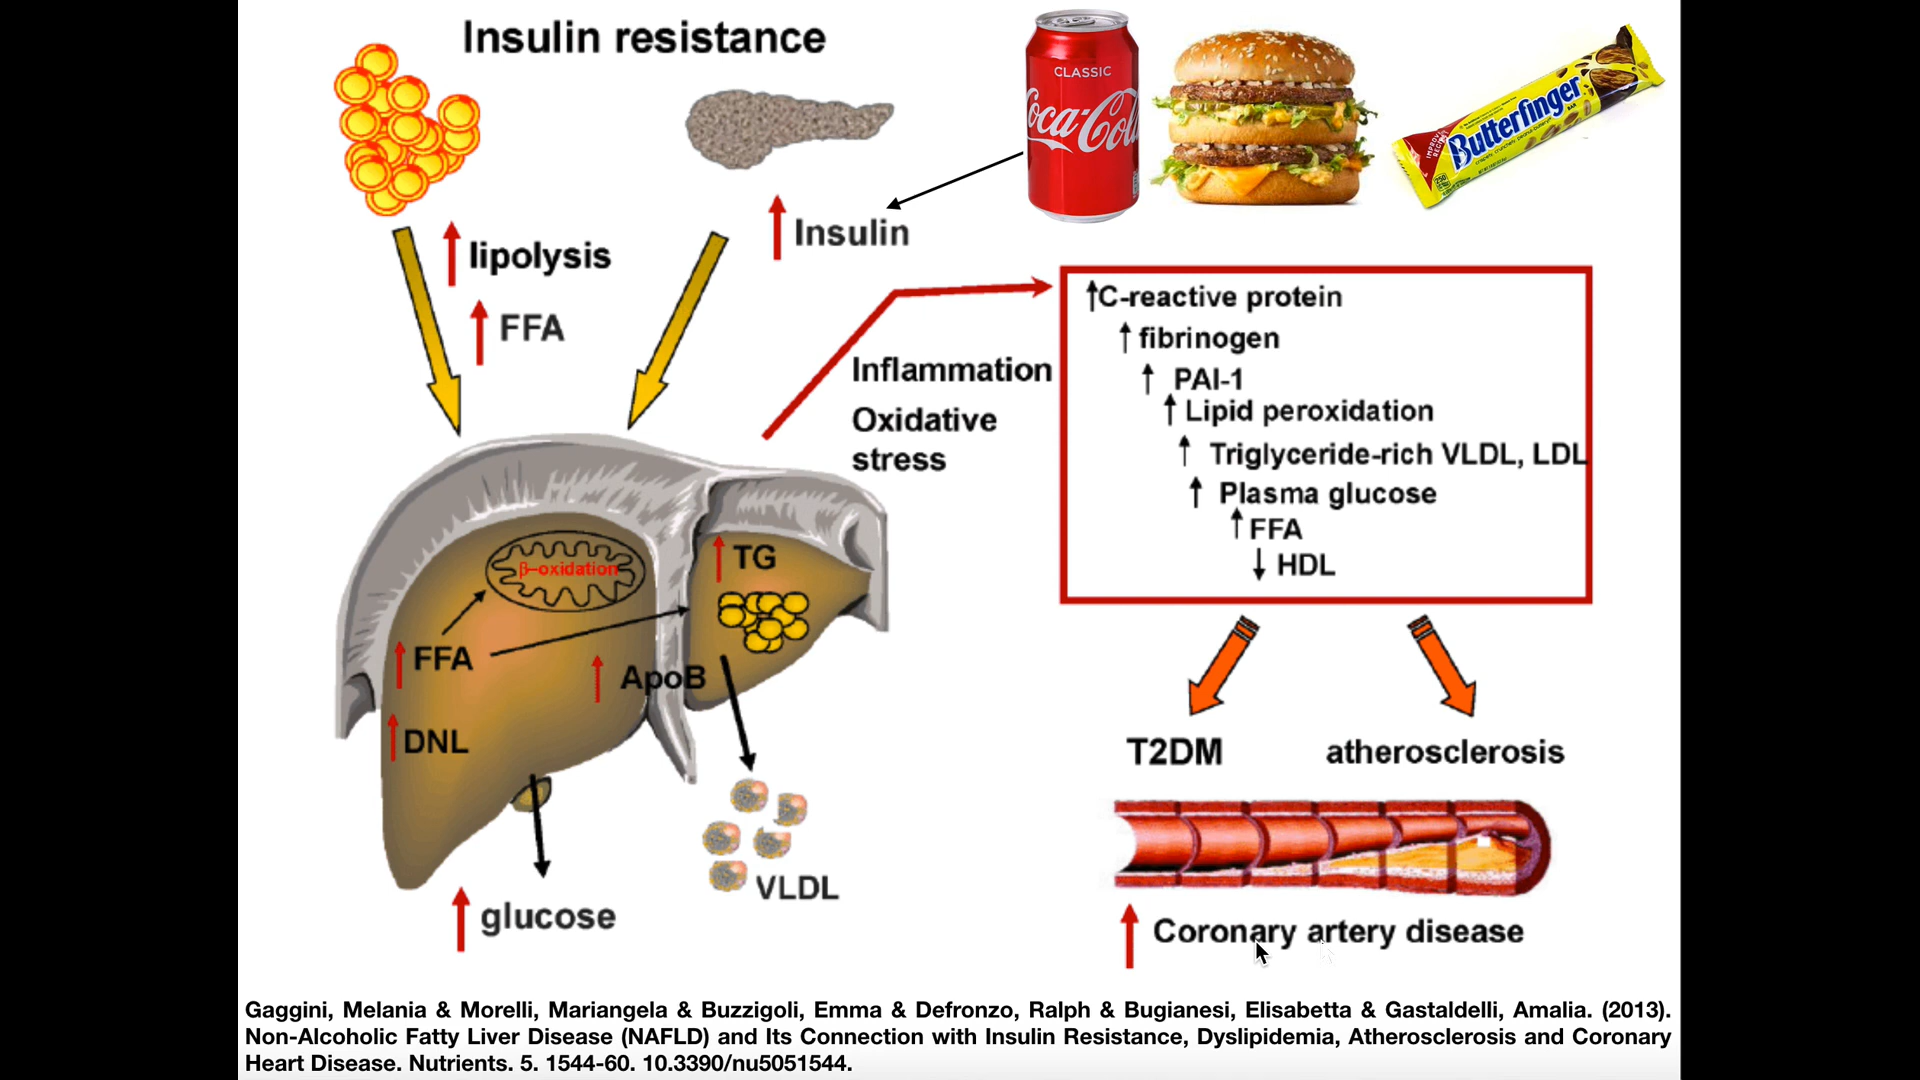 Insulin resistance
CLASSIC
Coca-Cola
Butterfinger
BAR
IMPROVED
RECIPE
250
Insulin
lipolysis
FFA
Inflammation
Oxidative
stress
C-reactive protein
fibrinogen
PAI-1
Lipid peroxidation
Triglyceride-rich VLDL, LDL
Plasma glucose
FFA
HDL
β-oxidation
TG
FFA
ApoB
DNL
VLDL
glucose
T2DM
atherosclerosis
Coronary artery disease
Gaggini, Melania & Morelli, Mariangela & Buzzigoli, Emma & Defronzo, Ralph & Bugianesi, Elisabetta & Gastaldelli, Amalia. (2013).
Non-Alcoholic Fatty Liver Disease (NAFLD) and Its Connection with Insulin Resistance, Dyslipidemia, Atherosclerosis and Coronary
Heart Disease. Nutrients. 5. 1544-60. 10.3390/nu5051544.